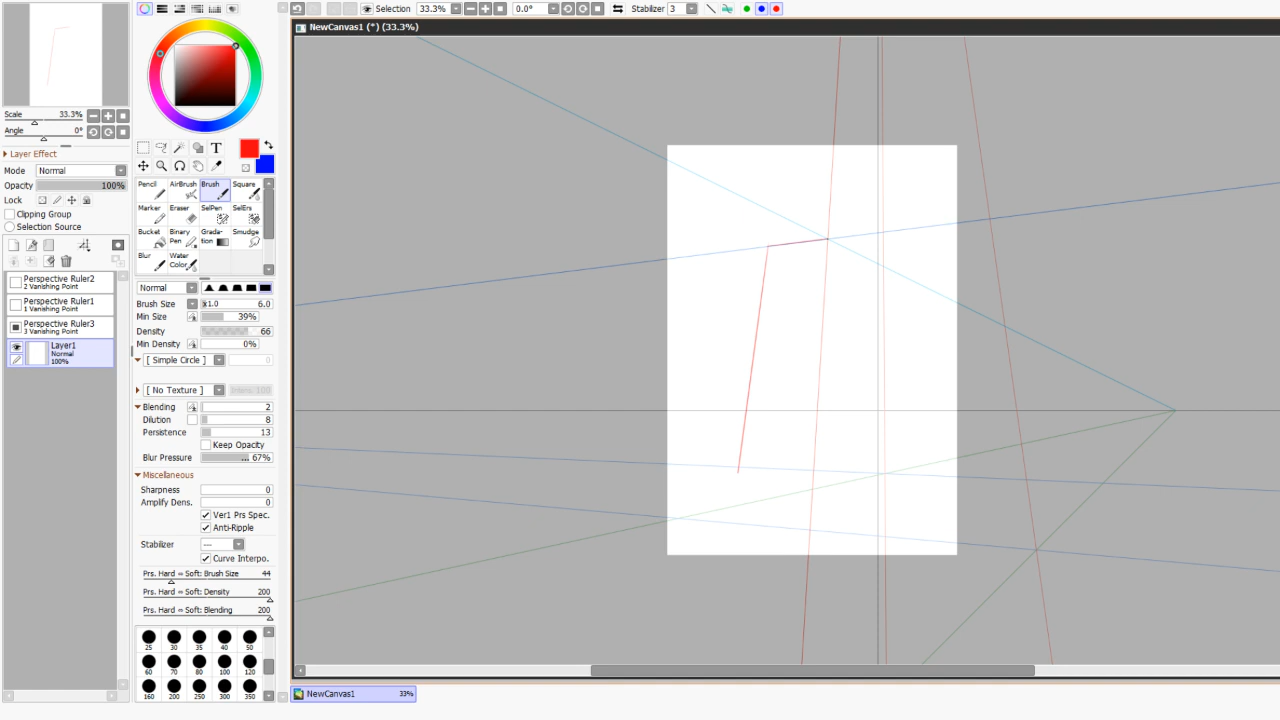 Selection 33.3% 0.0° Stabilizer 3
NewCanvas1 (*) (33.3%)
Scale 33.3%
Angle 0°
Layer Effect
Mode Normal
Opacity 100%
Lock
Clipping Group
Selection Source
Perspective Ruler2
2 Vanishing Point
Perspective Ruler1
1 Vanishing Point
Perspective Ruler3
3 Vanishing Point
Layer1
Normal
100%
T
Pencil AirBrush Brush Square
Marker Eraser SelPen SelErs
Bucket Binary Pen Grada-tion Smudge
Blur Water Color
Normal
Brush Size x1.0 6.0
Min Size 39%
Density 66
Min Density 0%
[ Simple Circle ] 0
[ No Texture ]
Blending 2
Dilution 8
Persistence 13
Keep Opacity
Blur Pressure ... 67%
Miscellaneous
Sharpness 0
Amplify Dens. 0
Ver1 Prs Spec.
Anti-Ripple
Stabilizer ---
Curve Interpo.
Prs. Hard ⇔ Soft: Brush Size 44
Prs. Hard ⇔ Soft: Density 200
Prs. Hard ⇔ Soft: Blending 200
25 30 35 40 50
60 70 80 100 120
160 200 250 300 350
NewCanvas1 33%